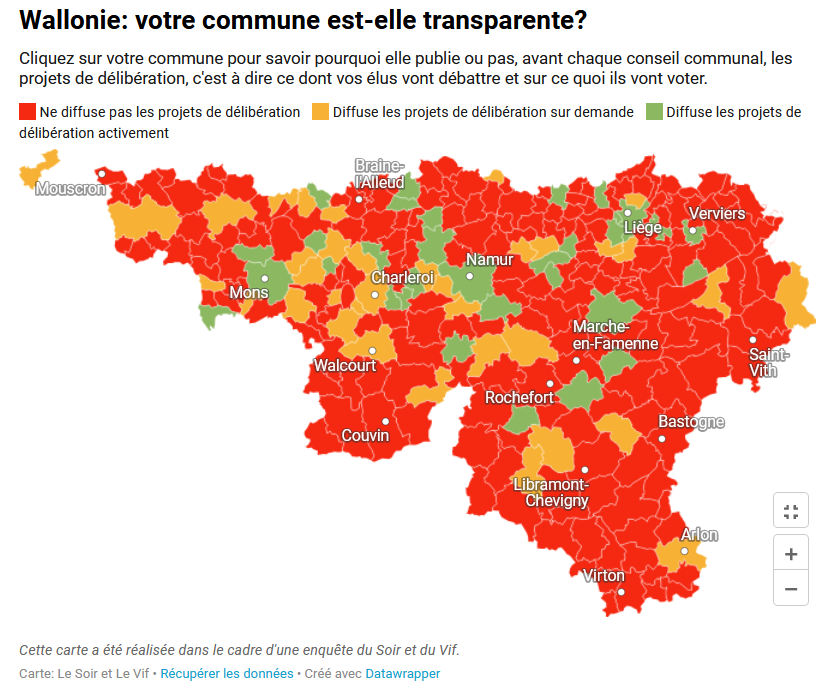 Wallonie: votre commune est-elle transparente?
Cliquez sur votre commune pour savoir pourquoi elle publie ou pas, avant chaque conseil communal, les
projets de délibération, c'est à dire ce dont vos élus vont débattre et sur ce quoi ils vont voter.
Ne diffuse pas les projets de délibération Diffuse les projets de délibération sur demande Diffuse les projets de
délibération activement
Braine-
l'Alleud
Mouscron
Verviers
Liège
Namur
Charleroi
Mons
Marche-
en-Famenne
Saint-
Vith
Walcourt
Rochefort
Bastogne
Couvin
Libramont-
Chevigny
Arlon
+
Virton
−
Cette carte a été réalisée dans le cadre d'une enquête du Soir et du Vif.
Carte: Le Soir et Le Vif • Récupérer les données • Créé avec Datawrapper